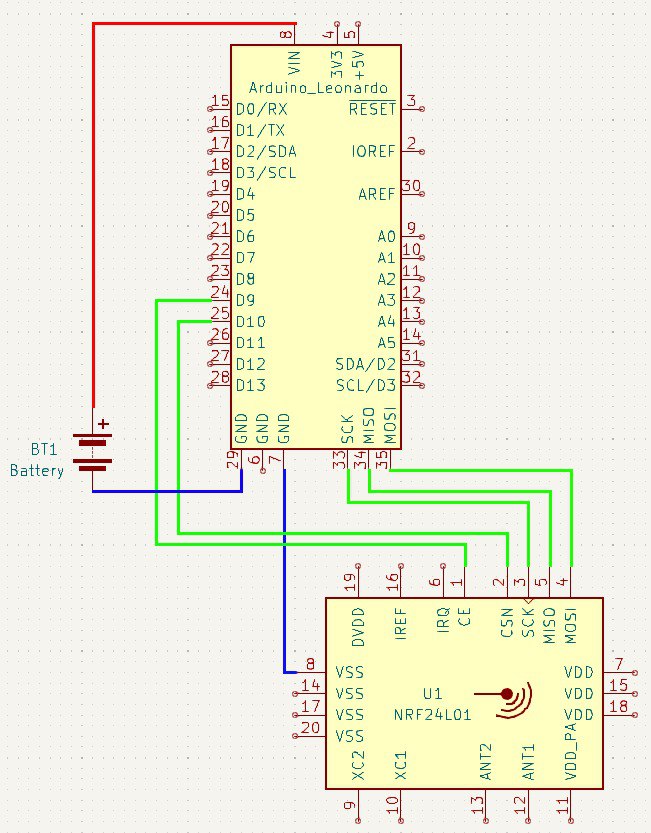 8 4 5
VIN 3V3 +5V
Arduino_Leonardo
15 D0/RX RESET 3
16 D1/TX
17 D2/SDA IOREF 2
18 D3/SCL
19 D4 AREF 30
20 D5
21 D6 A0 9
22 D7 A1 10
23 D8 A2 11
24 D9 A3 12
25 D10 A4 13
26 D11 A5 14
27 D12 SDA/D2 31
28 D13 SCL/D3 32
GND GND GND SCK MISO MOSI
29 6 7 33 34 35
+
BT1
Battery
19 16 6 1 2 3 5 4
DVDD IREF IRQ CE CSN SCK MISO MOSI
8 VSS VDD 7
14 VSS U1 VDD 15
17 VSS NRF24L01 VDD 18
20 VSS
XC2 XC1 ANT2 ANT1 VDD_PA
9 10 13 12 11